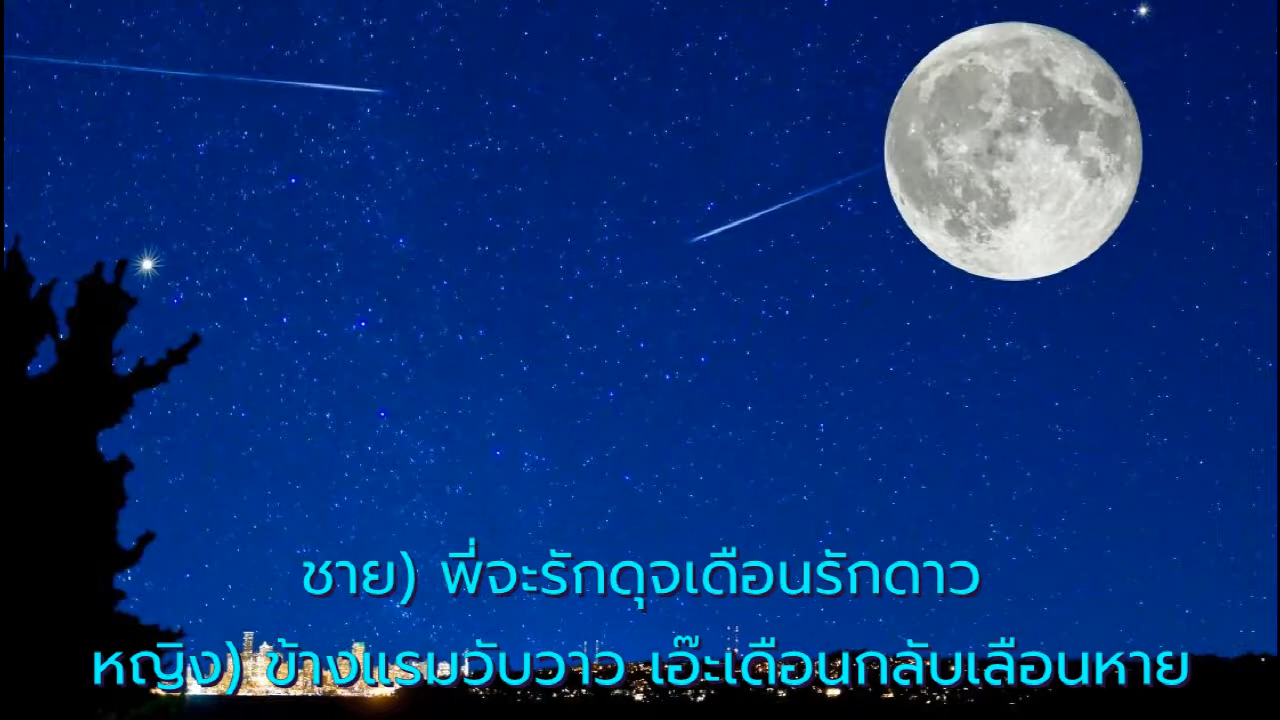 ชาย) พี่จะรักดุจเดือนรักดาว
หญิง) ข้างแรมวับวาว เอ๊ะเดือนกลับเลือนหาย